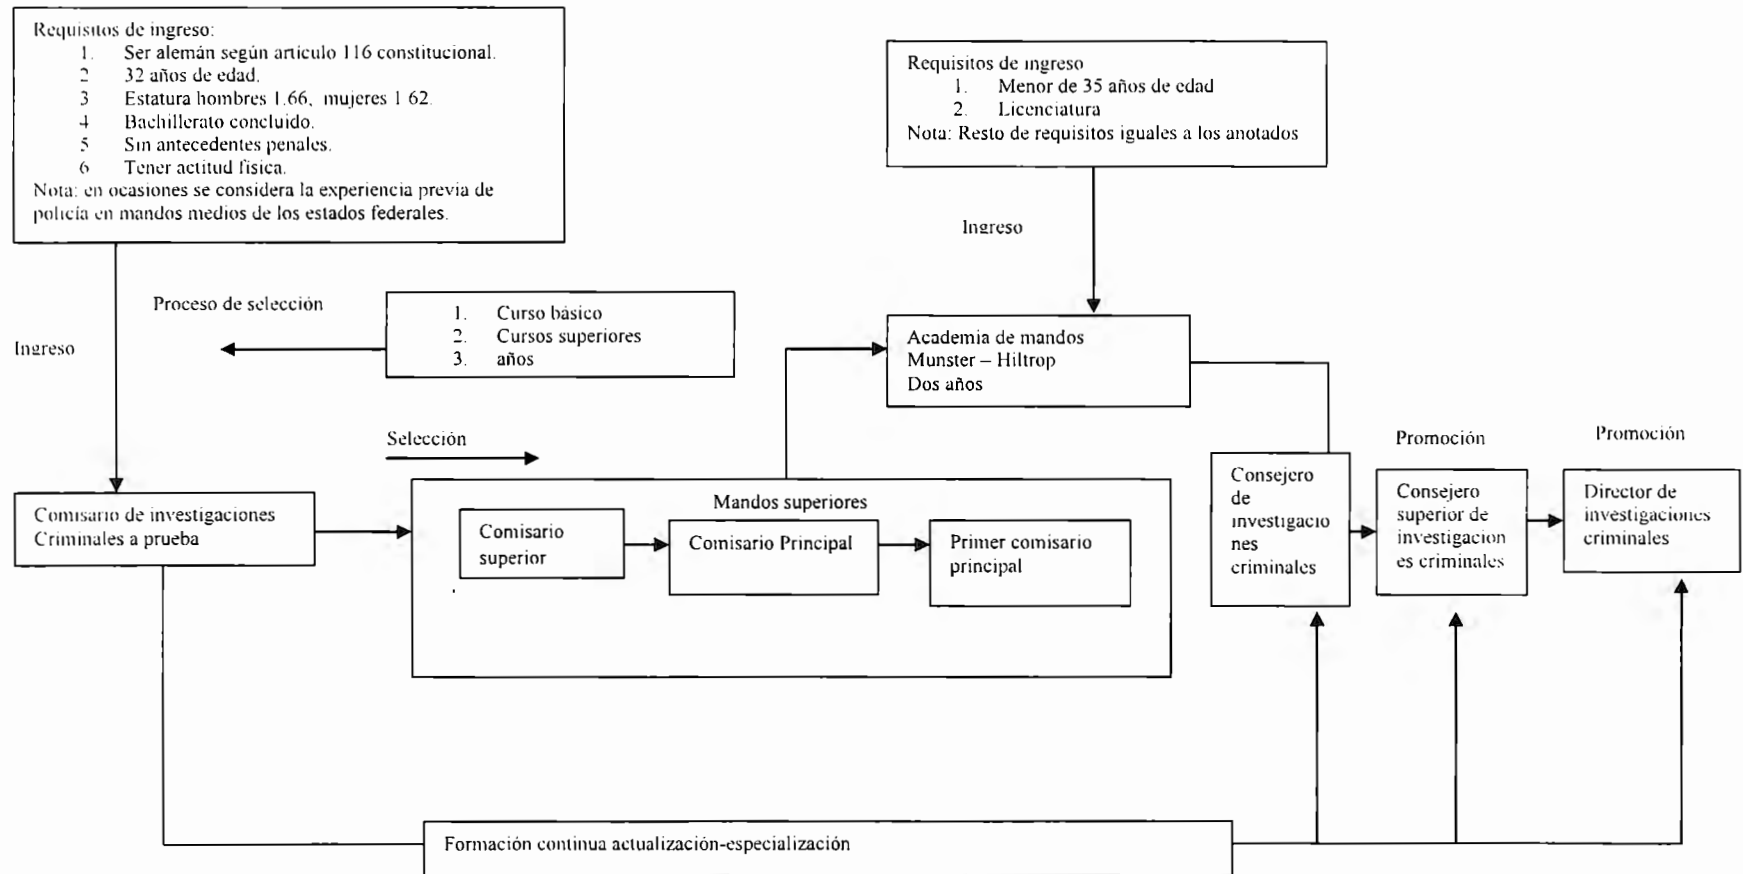 Requisitos de ingreso:
1. Ser alemán según artículo 116 constitucional.
2 32 años de edad.
3 Estatura hombres 1.66, mujeres 1 62.
4 Bachillerato concluido.
5 Sin antecedentes penales.
6 Tener actitud física.
Nota: en ocasiones se considera la experiencia previa de
policía en mandos medios de los estados federales.
Requisitos de ingreso
1. Menor de 35 años de edad
2. Licenciatura
Nota: Resto de requisitos iguales a los anotados
Ingreso
Proceso de selección
1. Curso básico
2. Cursos superiores
3. años
Ingreso
Academia de mandos
Munster – Hiltrop
Dos años
Selección
Promoción
Promoción
Comisario de investigaciones
Criminales a prueba
Mandos superiores
Comisario
superior
Comisario Principal
Primer comisario
principal
Consejero
de
investigacio
nes
criminales
Consejero
superior de
investigacion
es criminales
Director de
investigaciones
criminales
Formación continua actualización-especialización